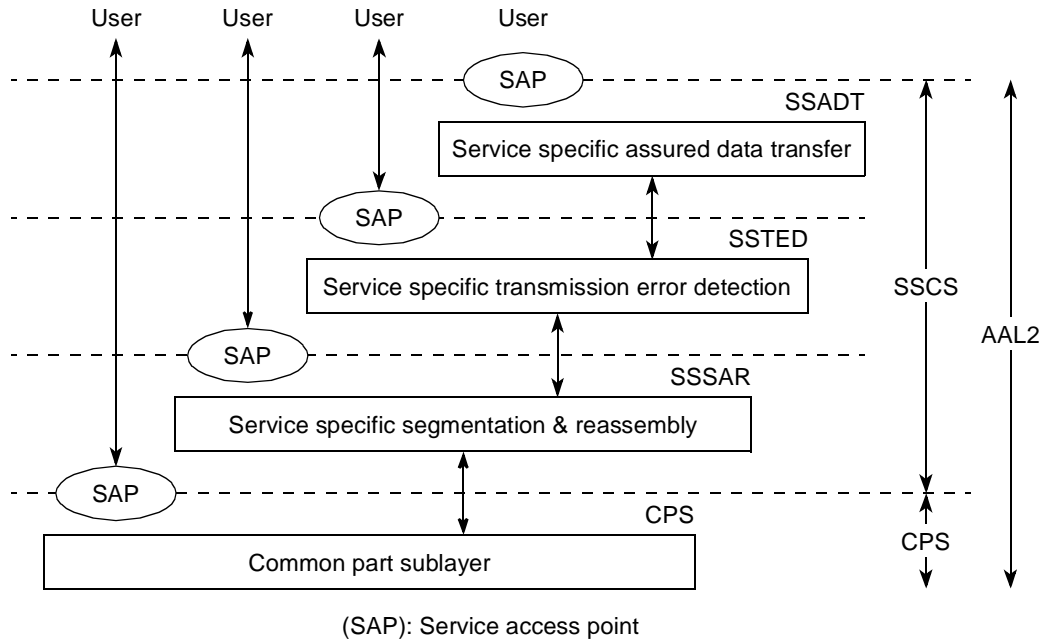 User User User User
SAP
SSADT
Service specific assured data transfer
SAP
SSTED
Service specific transmission error detection
SSCS
AAL2
SAP
SSSAR
Service specific segmentation & reassembly
SAP
CPS
CPS
Common part sublayer
(SAP): Service access point